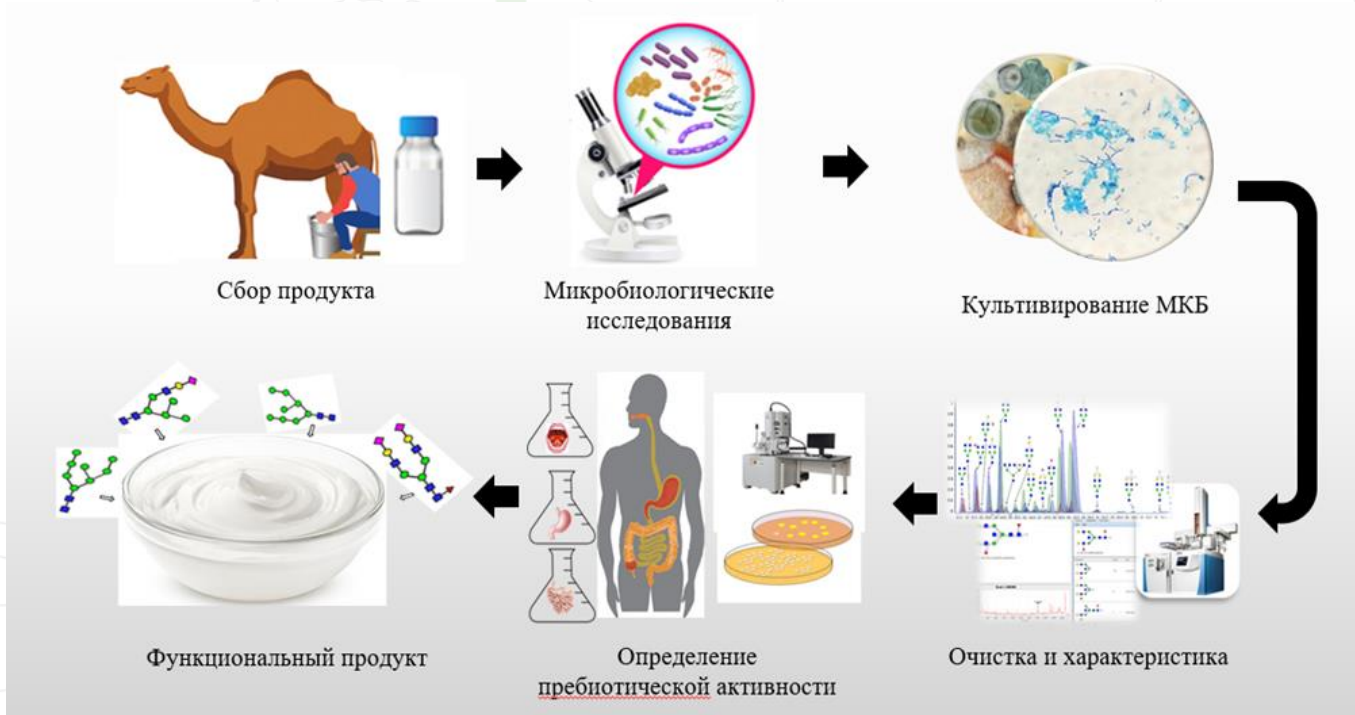 Сбор продукта
Микробиологические
исследования
Культивирование МКБ
Функциональный продукт
Определение
пребиотической активности
Очистка и характеристика